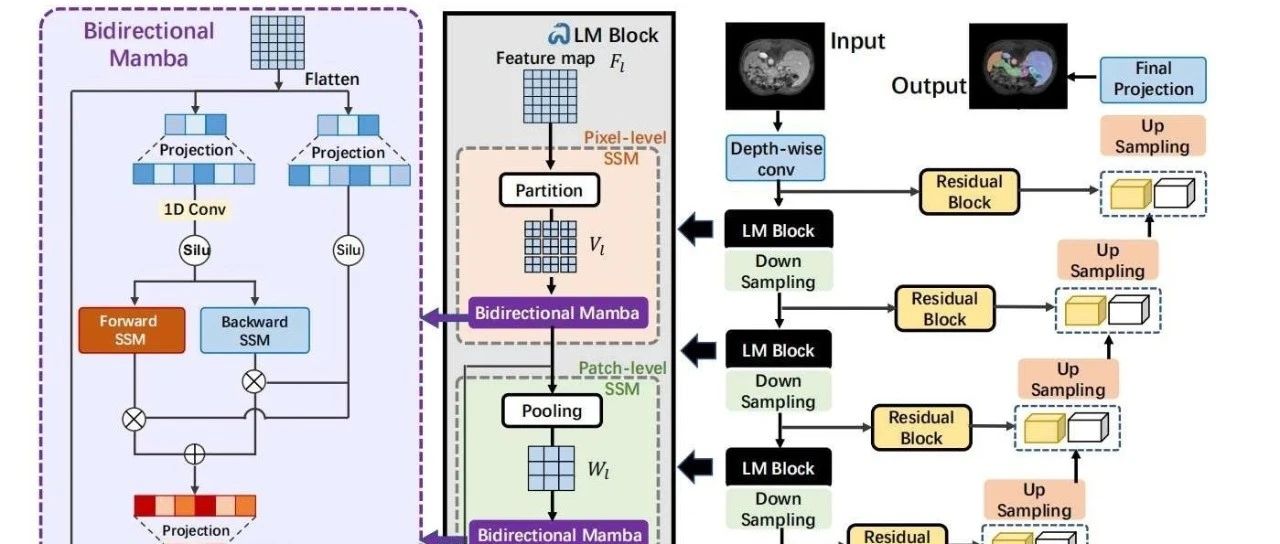 Bidirectional
Mamba
Flatten
Projection
Projection
1D Conv
Silu
Silu
Forward
SSM
Backward
SSM
Projection
LM Block
Feature map F_l
Pixel-level
SSM
Partition
V_l
Bidirectional Mamba
Patch-level
SSM
Pooling
W_l
Bidirectional Mamba
Input
Output
Final
Projection
Depth-wise
conv
Residual
Block
Up
Sampling
LM Block
Down
Sampling
Residual
Block
Up
Sampling
LM Block
Down
Sampling
Residual
Block
Up
Sampling
LM Block
Down
Sampling
Residual
Up
Sampling